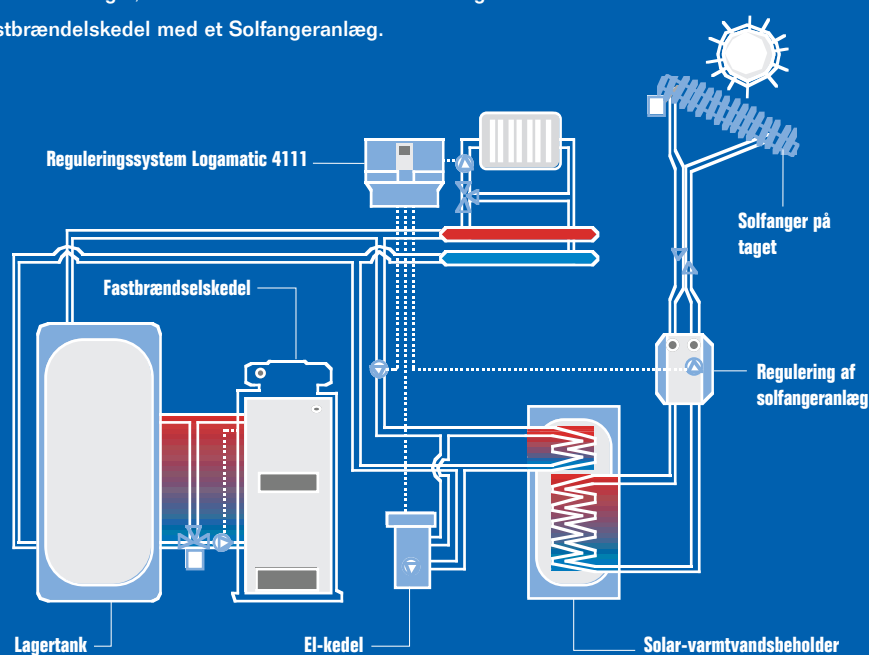 stbrændelskedel med et Solfangeranlæg.
Reguleringssystem Logamatic 4111
Solfanger på
taget
Fastbrændselskedel
Regulering af
solfangeranlæg
Lagertank
El-kedel
Solar-varmtvandsbeholder